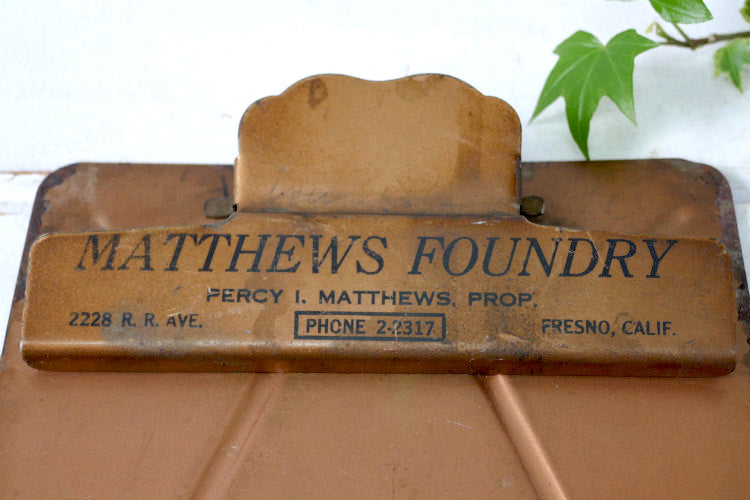 MATTHEWS FOUNDRY
PERCY I. MATTHEWS, PROP.
2228 R. R. AVE. PHONE 2-2317 FRESNO, CALIF.